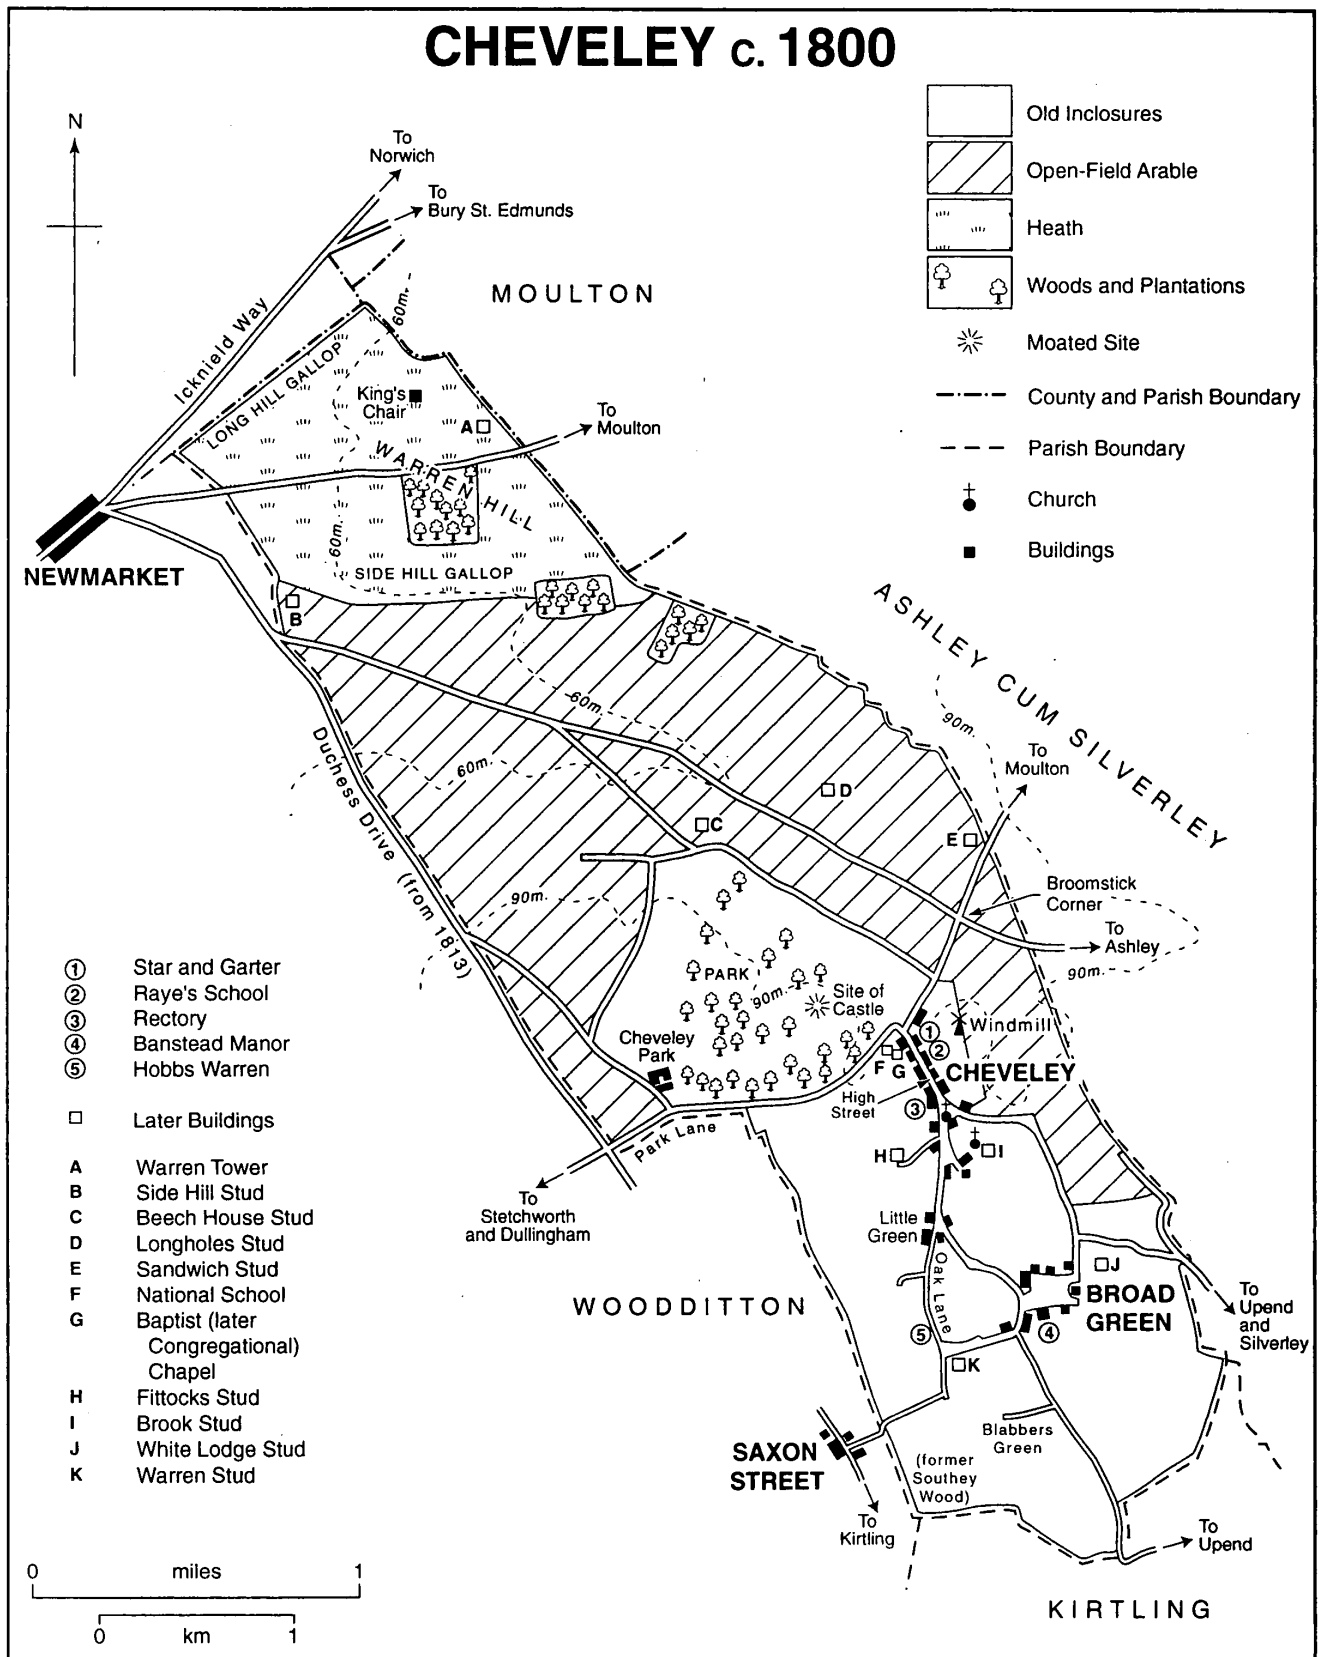 CHEVELEY c. 1800
Old Inclosures
Open-Field Arable
Heath
Woods and Plantations
Moated Site
County and Parish Boundary
Parish Boundary
Church
Buildings
N
To
Norwich
To
Bury St. Edmunds
MOULTON
Icknield Way
60m.
LONG HILL GALLOP
King's
Chair
A
To
Moulton
WARREN HILL
60m.
SIDE HILL GALLOP
NEWMARKET
B
ASHLEY CUM SILVERLEY
60m.
90m.
Duchess Drive (from 1813)
60m.
To
Moulton
D
C
E
90m.
Broomstick
Corner
To
Ashley
90m.
PARK
90m.
Site of
Castle
Windmill
Cheveley
Park
1
2
F
G
CHEVELEY
High
Street
3
Park Lane
H
I
To
Stetchworth
and Dullingham
Little
Green
Oak Lane
J
BROAD
GREEN
To
Upend
and
Silverley
WOODDITTON
5
4
K
Blabbers
Green
SAXON
STREET
(former
Southey
Wood)
To
Kirtling
To
Upend
KIRTLING
1 Star and Garter
2 Raye's School
3 Rectory
4 Banstead Manor
5 Hobbs Warren
Later Buildings
A Warren Tower
B Side Hill Stud
C Beech House Stud
D Longholes Stud
E Sandwich Stud
F National School
G Baptist (later
Congregational)
Chapel
H Fittocks Stud
I Brook Stud
J White Lodge Stud
K Warren Stud
0 miles 1
0 km 1